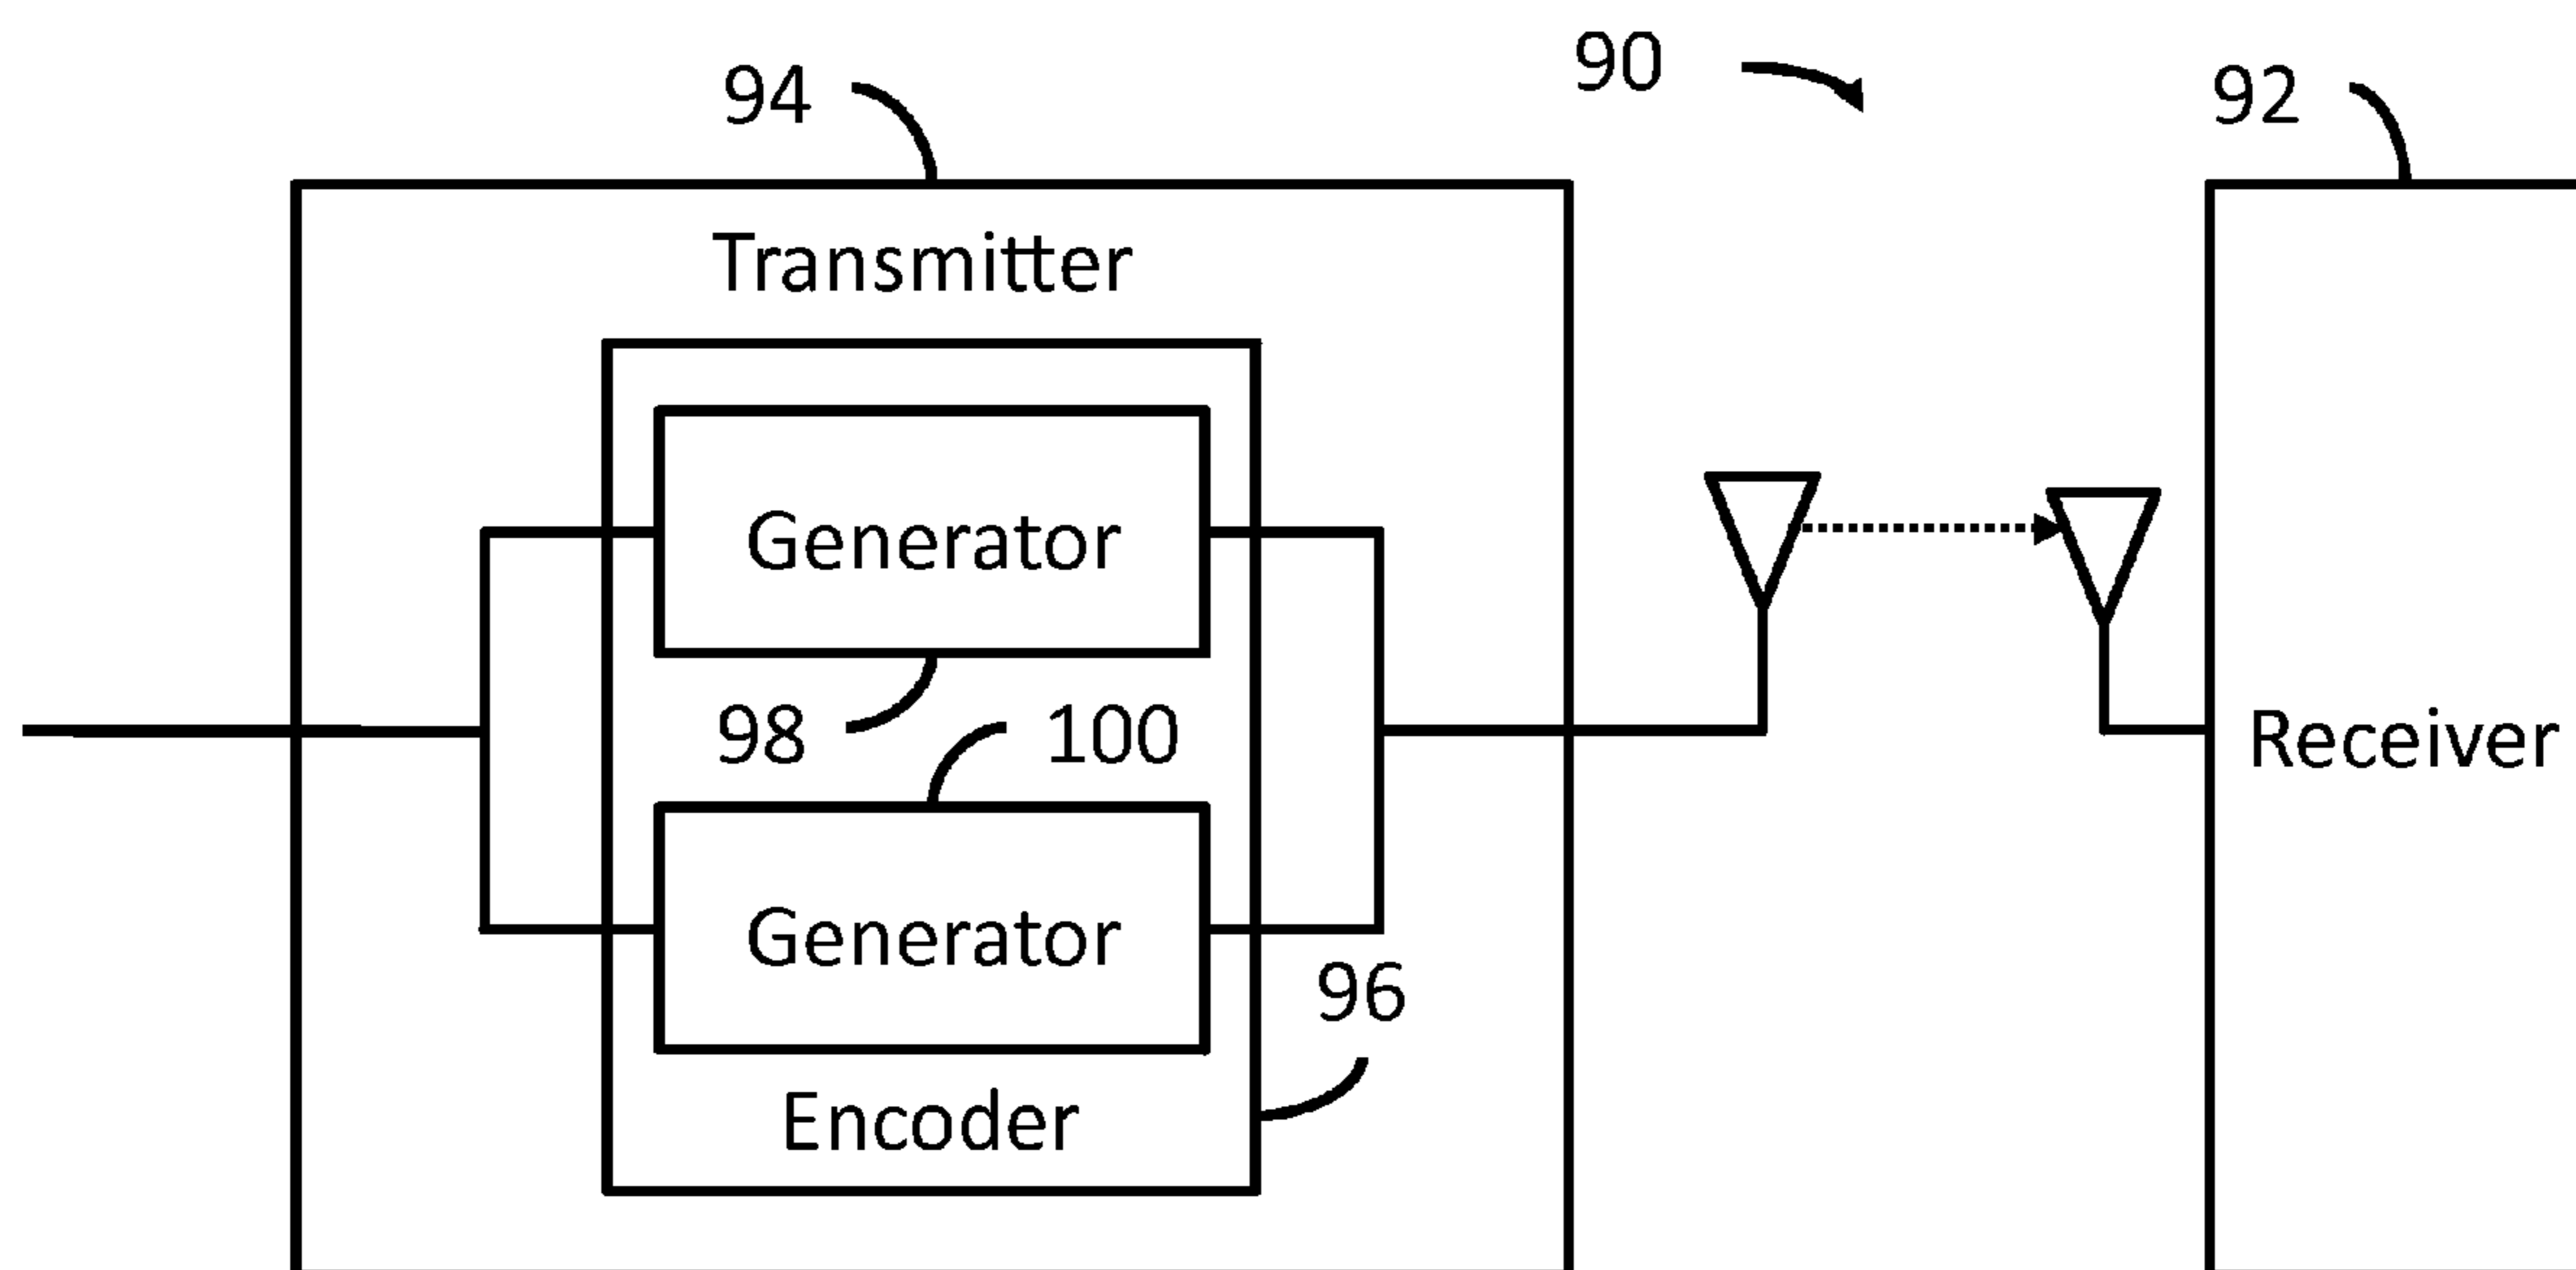 90
94
92
Transmitter
Generator
98
100
Receiver
Generator
96
Encoder